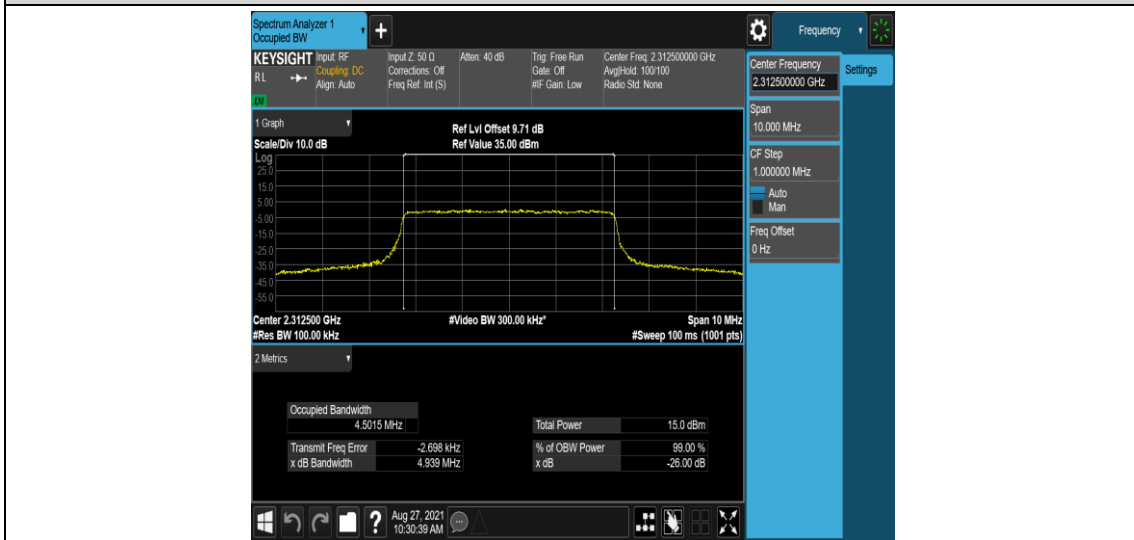 Spectrum Analyzer 1
Occupied BW
Frequency
KEYSIGHT
RL
LXI
Input: RF
Coupling: DC
Align: Auto
Input Z: 50 Ω
Corrections: Off
Freq Ref: Int (S)
Atten: 40 dB
Trig: Free Run
Gate: Off
#IF Gain: Low
Center Freq: 2.312500000 GHz
Avg|Hold: 100/100
Radio Std: None
Center Frequency
2.312500000 GHz
Settings
Span
10.000 MHz
CF Step
1.000000 MHz
Auto
Man
Freq Offset
0 Hz
1 Graph
Scale/Div 10.0 dB
Ref Lvl Offset 9.71 dB
Ref Value 35.00 dBm
Log
25.0
15.0
5.00
-5.00
-15.0
-25.0
-35.0
-45.0
-55.0
Center 2.312500 GHz
#Res BW 100.00 kHz
#Video BW 300.00 kHz*
Span 10 MHz
#Sweep 100 ms (1001 pts)
2 Metrics
Occupied Bandwidth
4.5015 MHz
Total Power 15.0 dBm
Transmit Freq Error -2.698 kHz
% of OBW Power 99.00 %
x dB Bandwidth 4.939 MHz
x dB -26.00 dB
?
Aug 27, 2021
10:30:39 AM